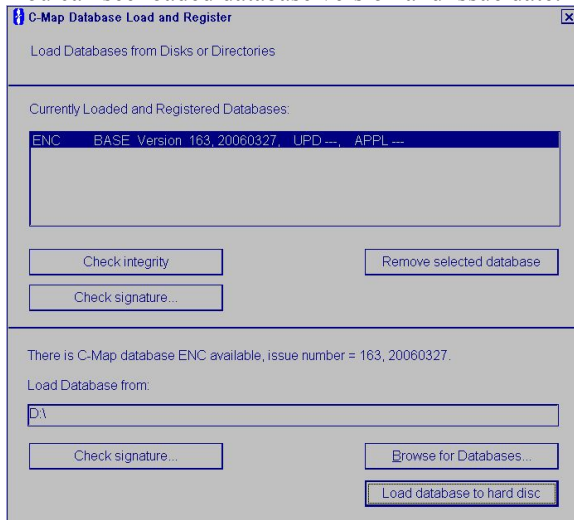 C-Map Database Load and Register
Load Databases from Disks or Directories
Currently Loaded and Registered Databases:
ENC BASE Version 163, 20060327, UPD ---, APPL ---
Check integrity
Remove selected database
Check signature...
There is C-Map database ENC available, issue number = 163, 20060327.
Load Database from:
D:\
Check signature...
Browse for Databases...
Load database to hard disc